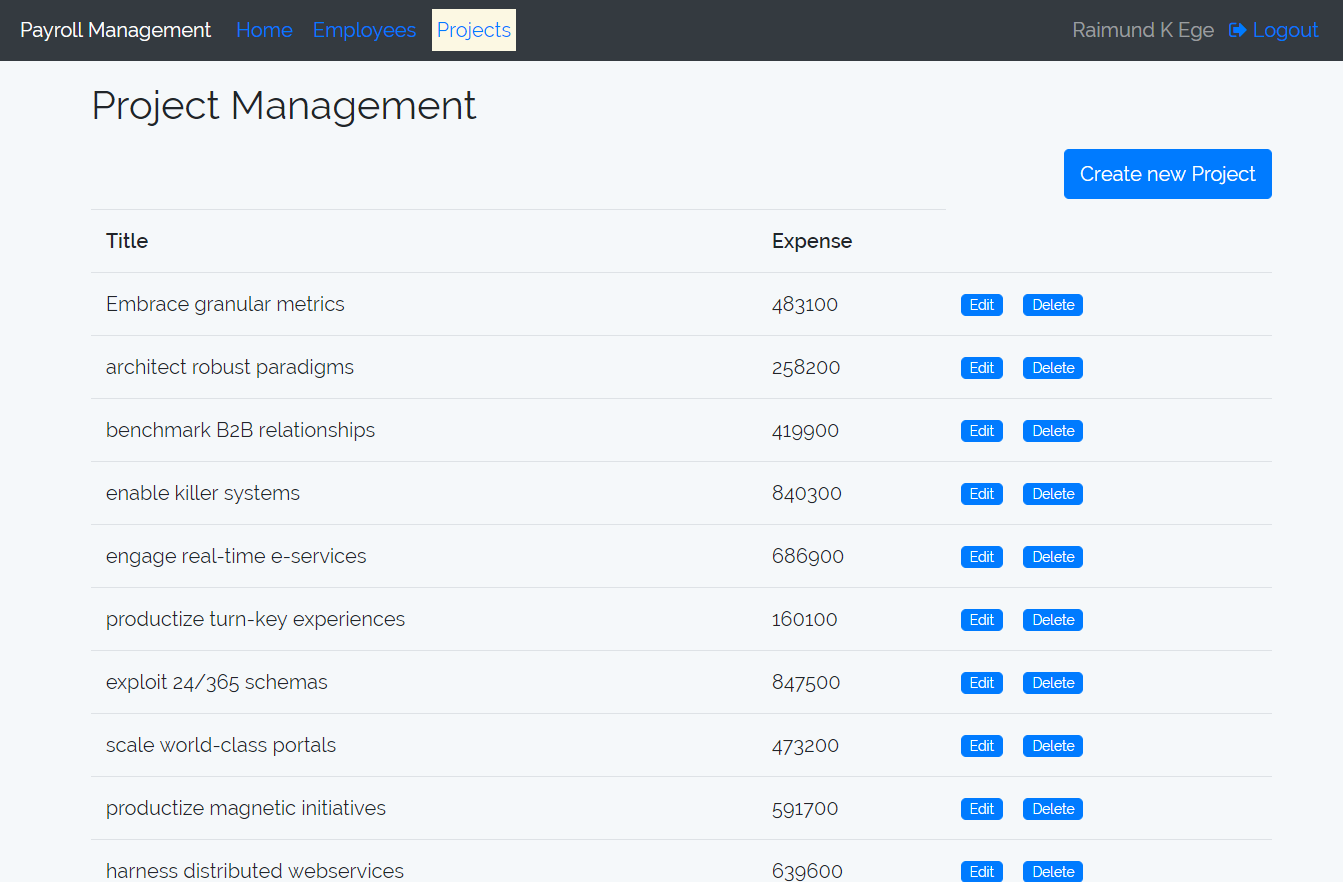 Payroll Management Home Employees Projects Raimund K Ege Logout
Project Management
Create new Project
Title Expense
Embrace granular metrics 483100 Edit Delete
architect robust paradigms 258200 Edit Delete
benchmark B2B relationships 419900 Edit Delete
enable killer systems 840300 Edit Delete
engage real-time e-services 686900 Edit Delete
productize turn-key experiences 160100 Edit Delete
exploit 24/365 schemas 847500 Edit Delete
scale world-class portals 473200 Edit Delete
productize magnetic initiatives 591700 Edit Delete
harness distributed webservices 639600 Edit Delete